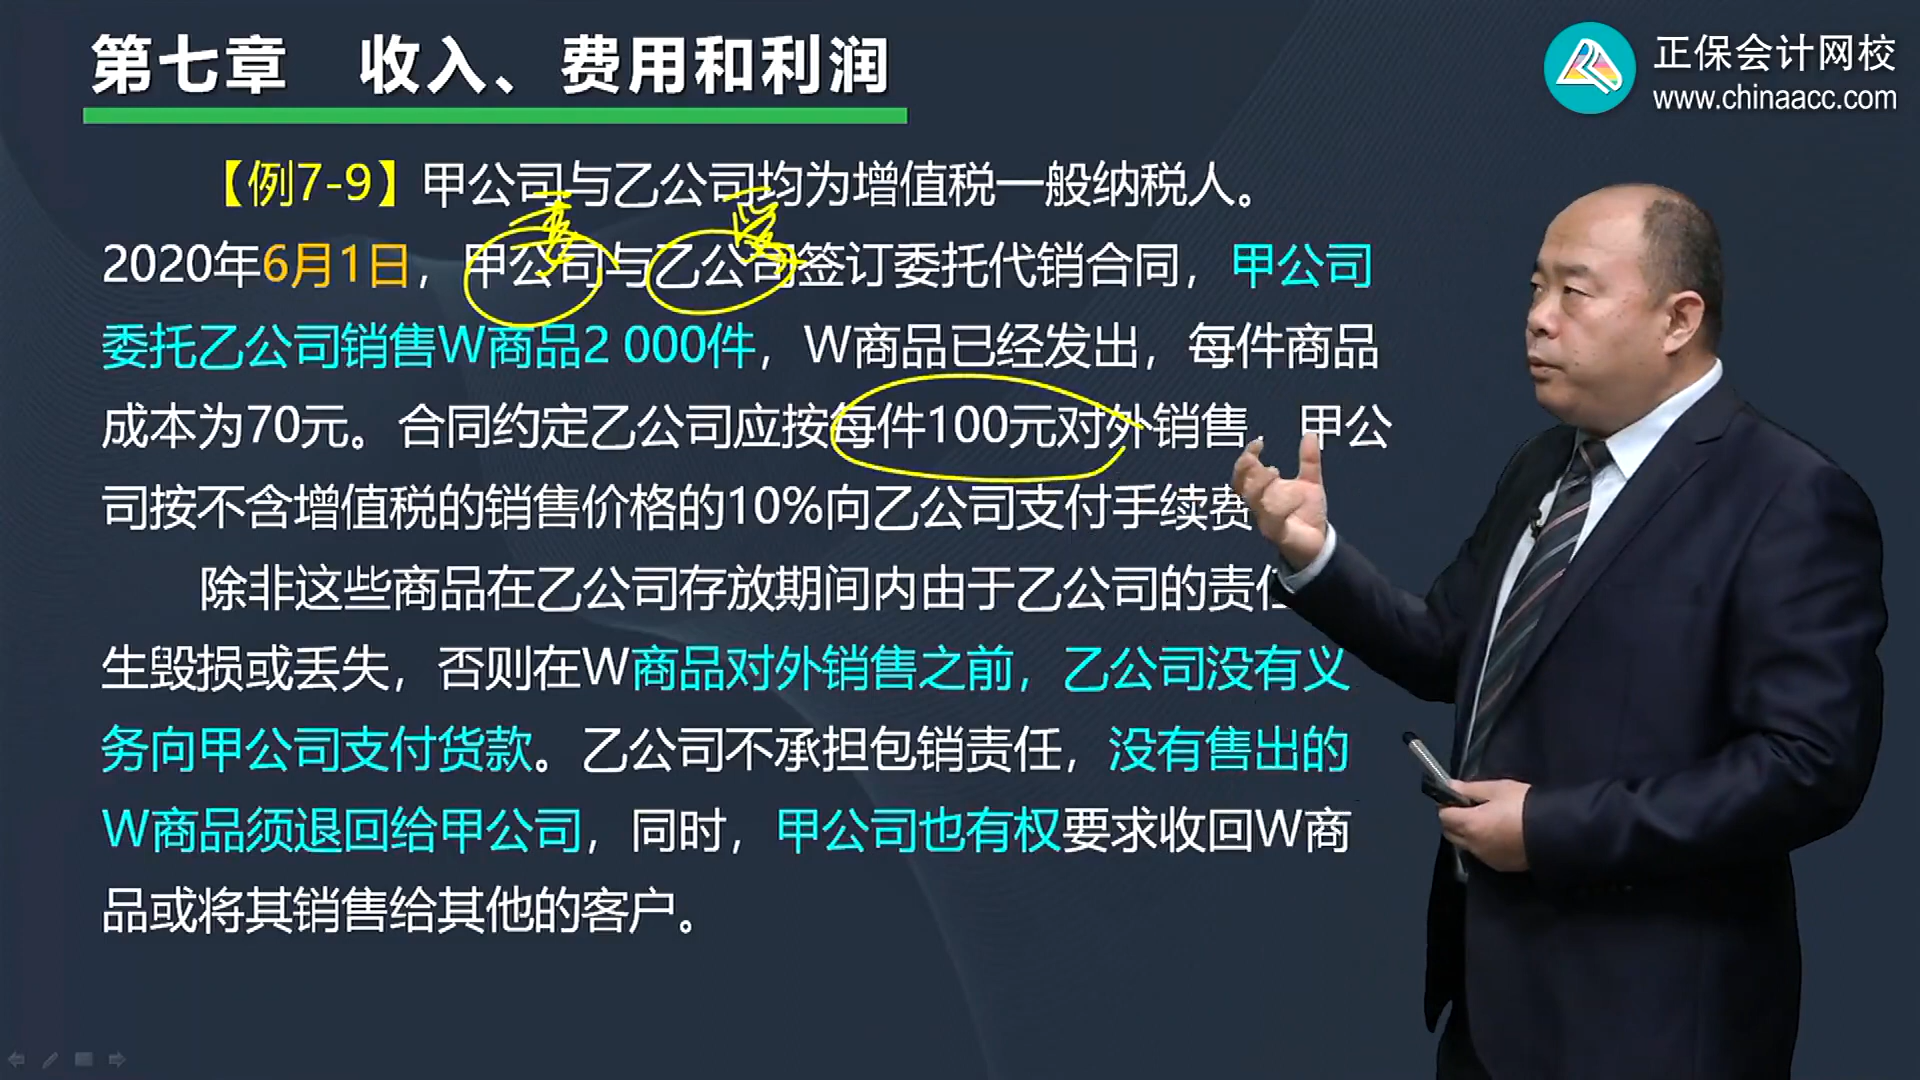 第七章 收入、费用和利润
正保会计网校
www.chinaacc.com
【例7-9】甲公司与乙公司均为增值税一般纳税人。
委 受
2020年6月1日，甲公司与乙公司签订委托代销合同，甲公司
委托乙公司销售W商品2 000件，W商品已经发出，每件商品
成本为70元。合同约定乙公司应按每件100元对外销售，甲公
司按不含增值税的销售价格的10%向乙公司支付手续费
除非这些商品在乙公司存放期间内由于乙公司的责任
生毁损或丢失，否则在W商品对外销售之前，乙公司没有义
务向甲公司支付货款。乙公司不承担包销责任，没有售出的
W商品须退回给甲公司，同时，甲公司也有权要求收回W商
品或将其销售给其他的客户。